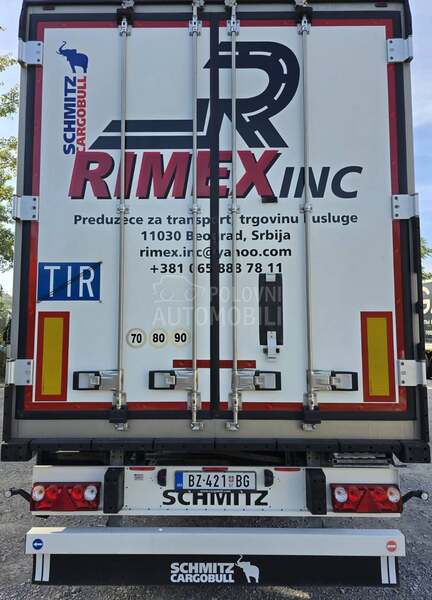 SCHMITZ
CARGOBULL
R
RIMEX INC
Preduzece za transport, trgovinu i usluge
11030 Beograd, Srbija
rimex.inc@yahoo.com
+381 065 888 78 11
TIR
POLOVNI
AUTOMOBILI
70 80 90
BZ-421 BG
SCHMITZ
SCHMITZ
CARGOBULL